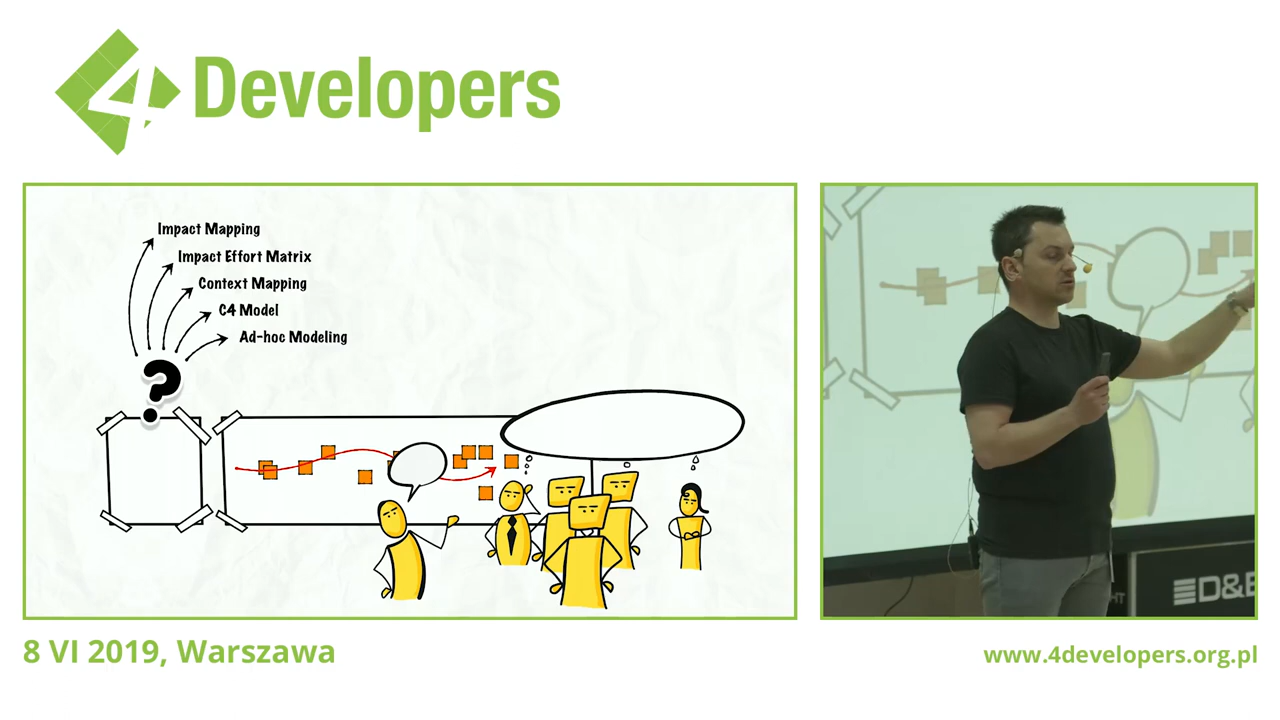 4Developers
Impact Mapping
Impact Effort Matrix
Context Mapping
C4 Model
Ad-hoc Modeling
?
D&
8 VI 2019, Warszawa
www.4developers.org.pl